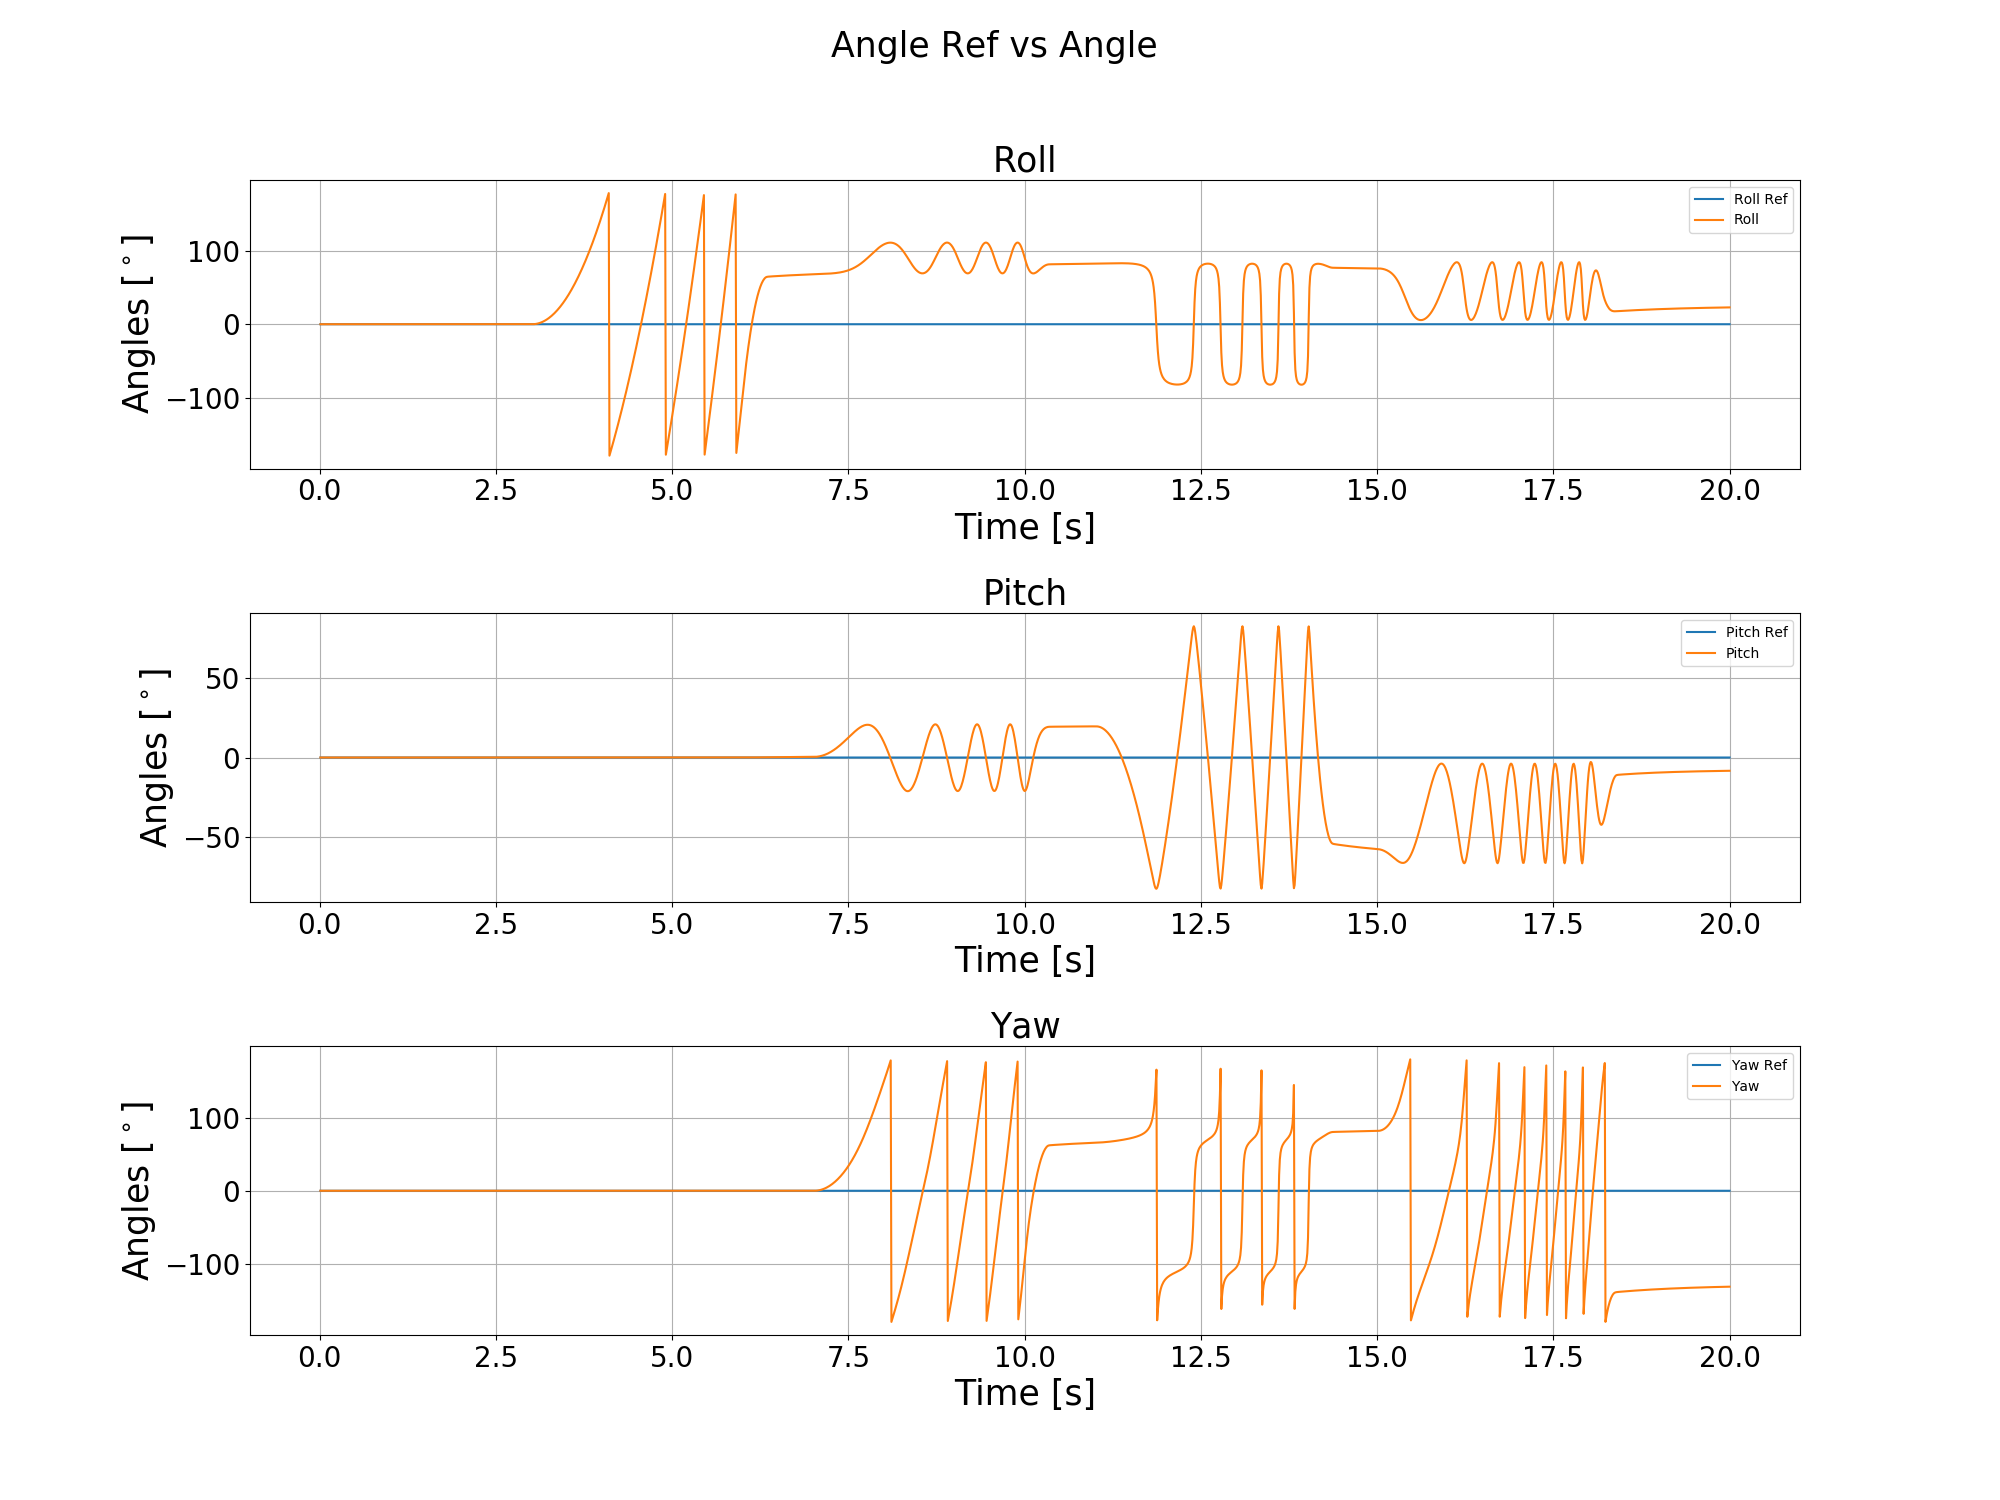 Angle Ref vs Angle
Roll
Angles [°]
100
0
−100
Roll Ref
Roll
0.0 2.5 5.0 7.5 10.0 12.5 15.0 17.5 20.0
Time [s]
Pitch
Angles [°]
50
0
−50
Pitch Ref
Pitch
0.0 2.5 5.0 7.5 10.0 12.5 15.0 17.5 20.0
Time [s]
Yaw
Angles [°]
100
0
−100
Yaw Ref
Yaw
0.0 2.5 5.0 7.5 10.0 12.5 15.0 17.5 20.0
Time [s]